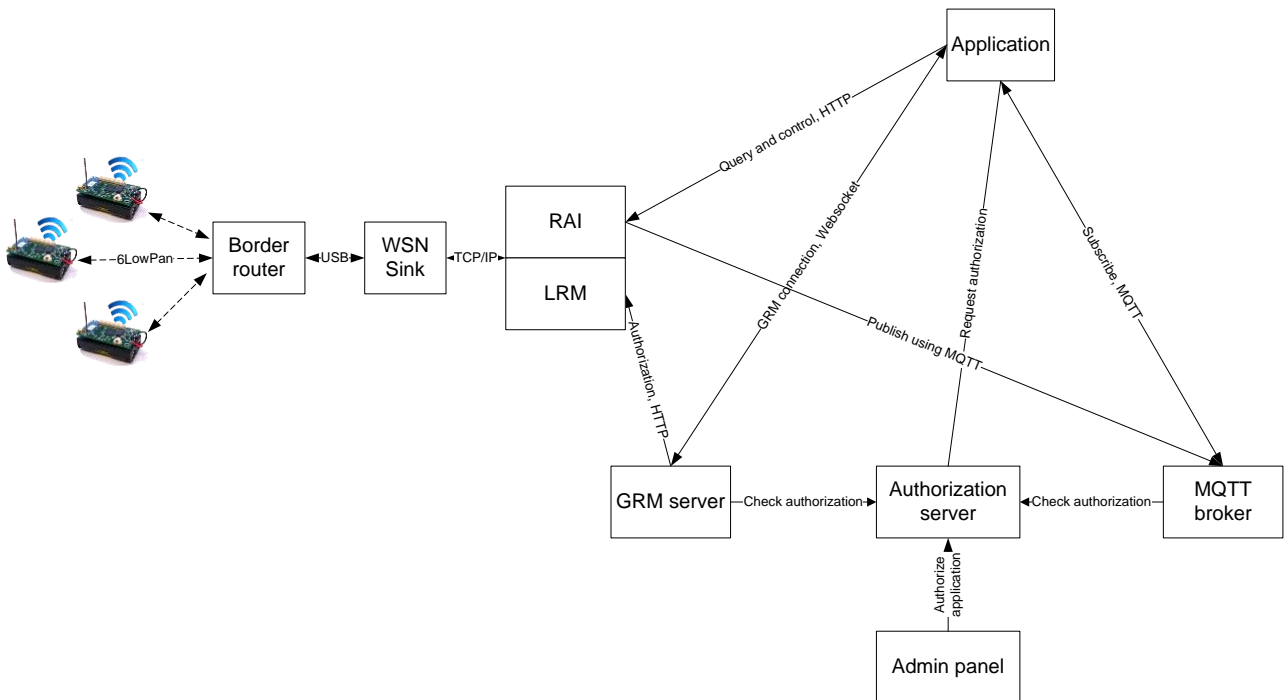 Application
Query and control, HTTP
GRM connection, Websocket
Request authorization
Subscribe, MQTT
6LowPan
Border
router
USB
WSN
Sink
TCP/IP
RAI
LRM
Publish using MQTT
Authorization, HTTP
GRM server
Check authorization
Authorization
server
Check authorization
MQTT
broker
Authorize
application
Admin panel